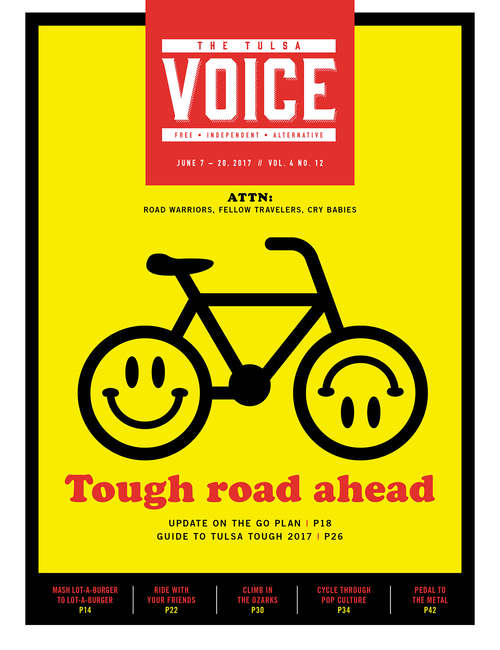 THE TULSA
VOICE
FREE • INDEPENDENT • ALTERNATIVE
JUNE 7 – 20, 2017 // VOL. 4 NO. 12
ATTN:
ROAD WARRIORS, FELLOW TRAVELERS, CRY BABIES
Tough road ahead
UPDATE ON THE GO PLAN | P18
GUIDE TO TULSA TOUGH 2017 | P26
MASH LOT-A-BURGER
TO LOT-A-BURGER
P14
RIDE WITH
YOUR FRIENDS
P22
CLIMB IN
THE OZARKS
P30
CYCLE THROUGH
POP CULTURE
P34
PEDAL TO
THE METAL
P42